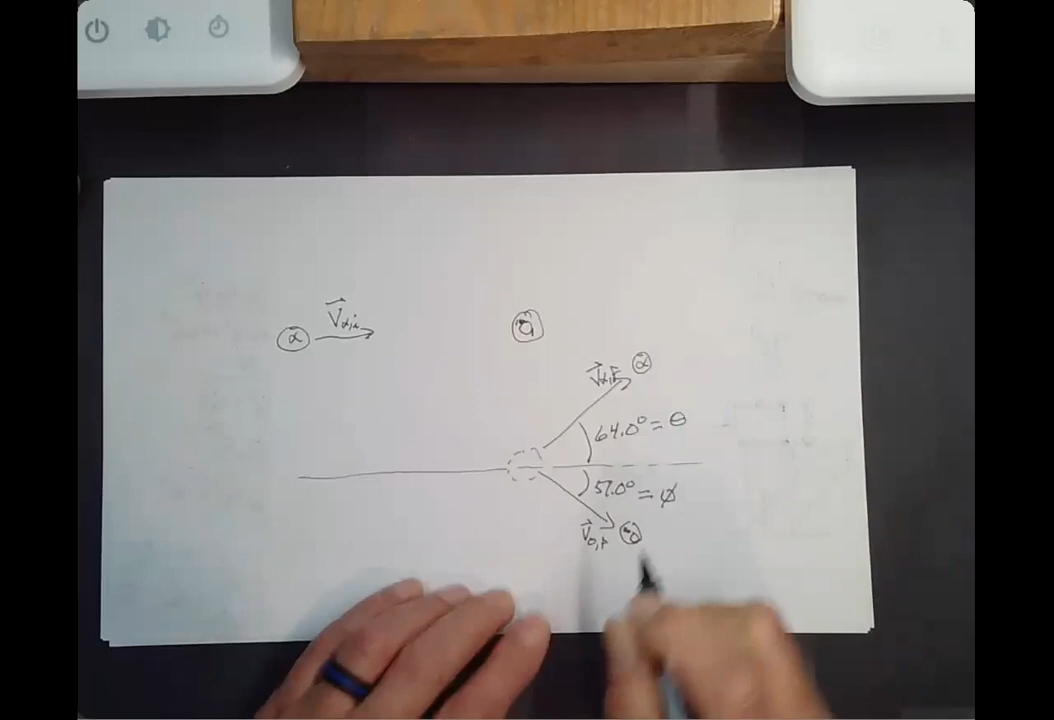 α V⃗α,i O
V⃗α,f α
64.0° = θ
57.0° = φ
V⃗o,f O